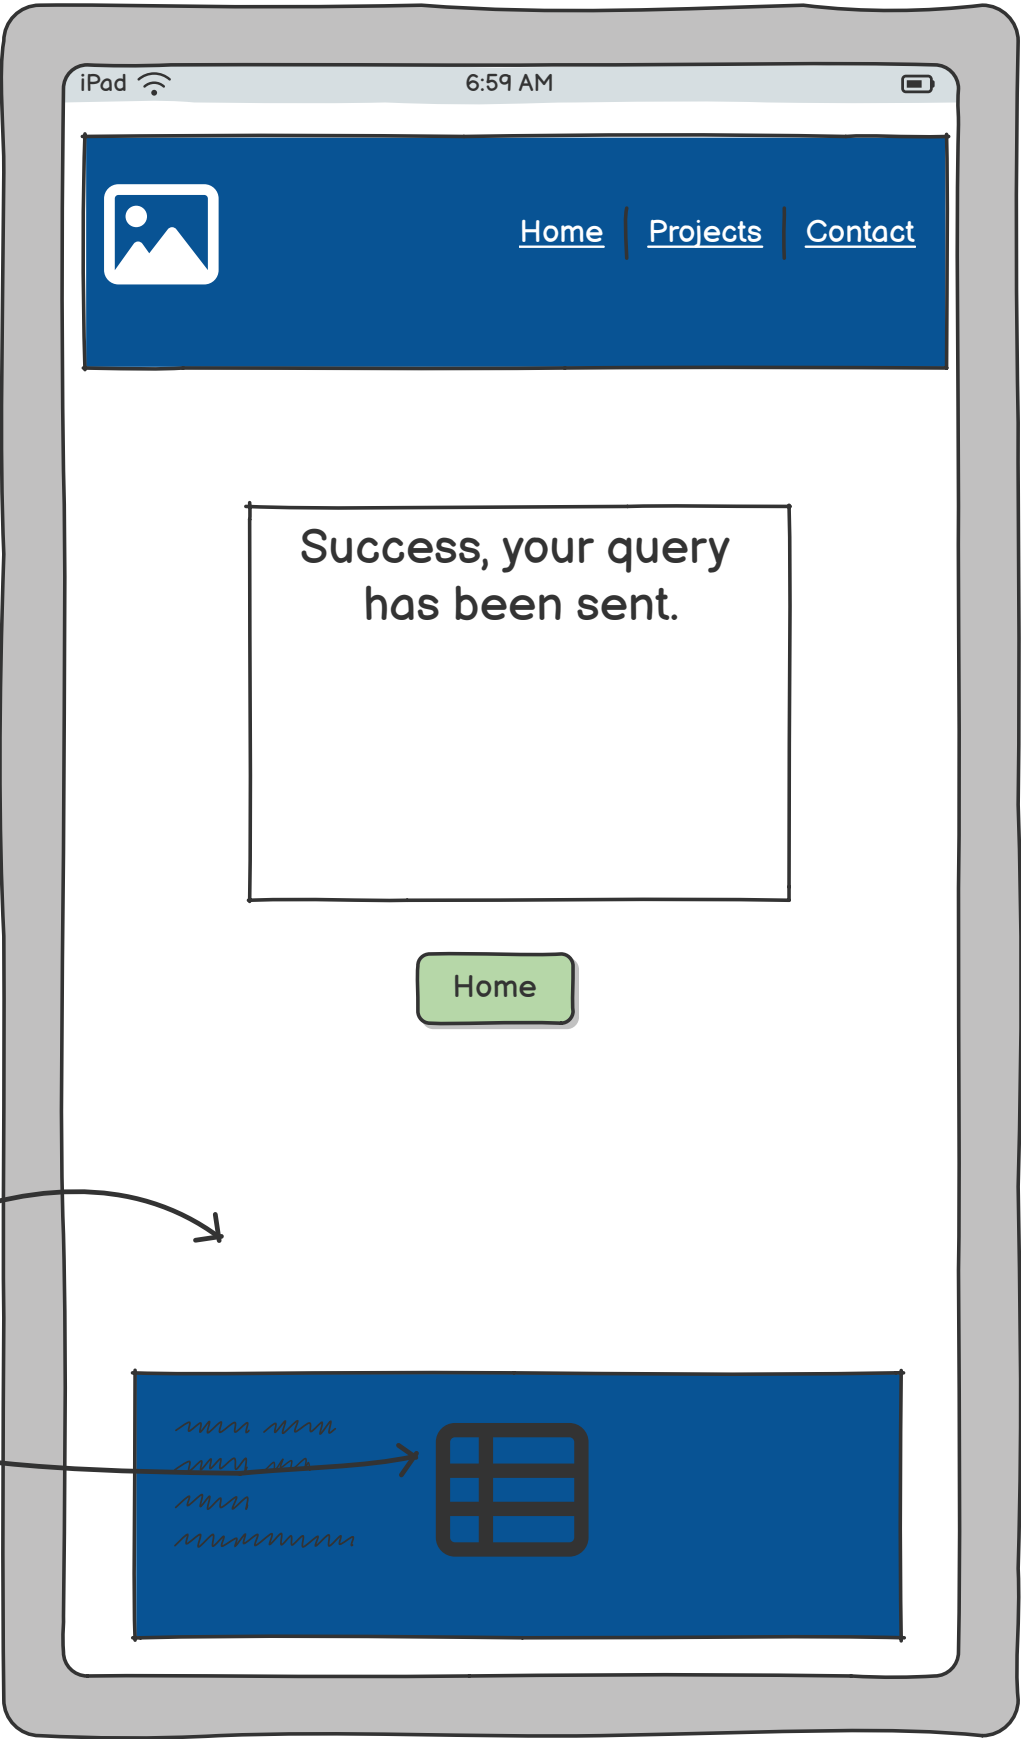 iPad 6:59 AM
Home Projects Contact
Success, your query
has been sent.
Home